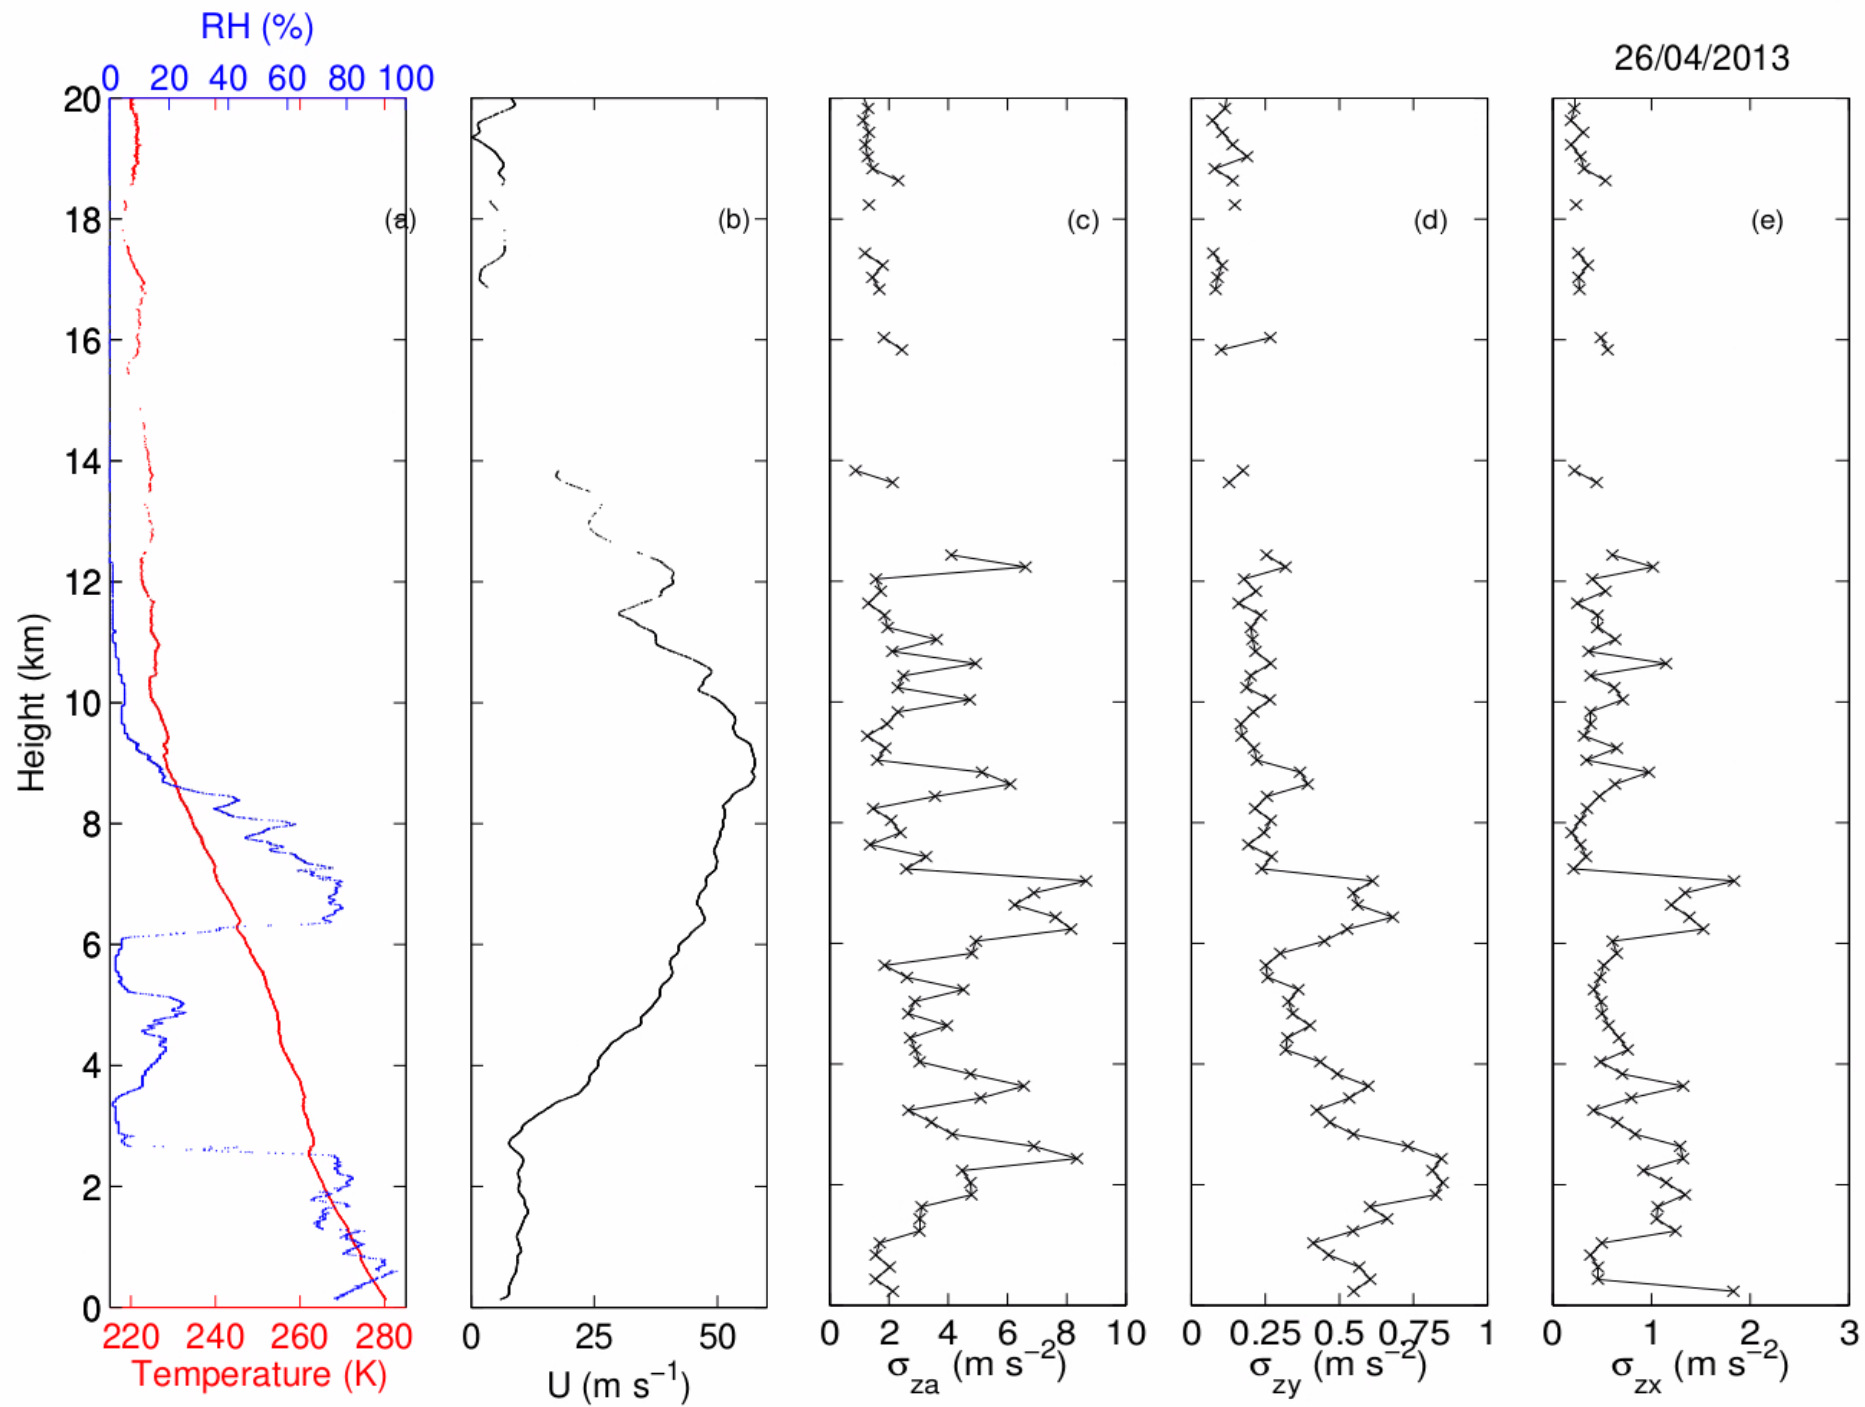 RH (%)
26/04/2013
0 20 40 60 80 100
20
18
16
14
12
10
8
6
4
2
0
Height (km)
(a)
(b)
(c)
(d)
(e)
220 240 260 280
Temperature (K)
0 25 50
U (m s⁻¹)
0 2 4 6 8 10
σza (m s⁻²)
0 0.25 0.5 0.75 1
σzy (m s⁻²)
0 1 2 3
σzx (m s⁻²)